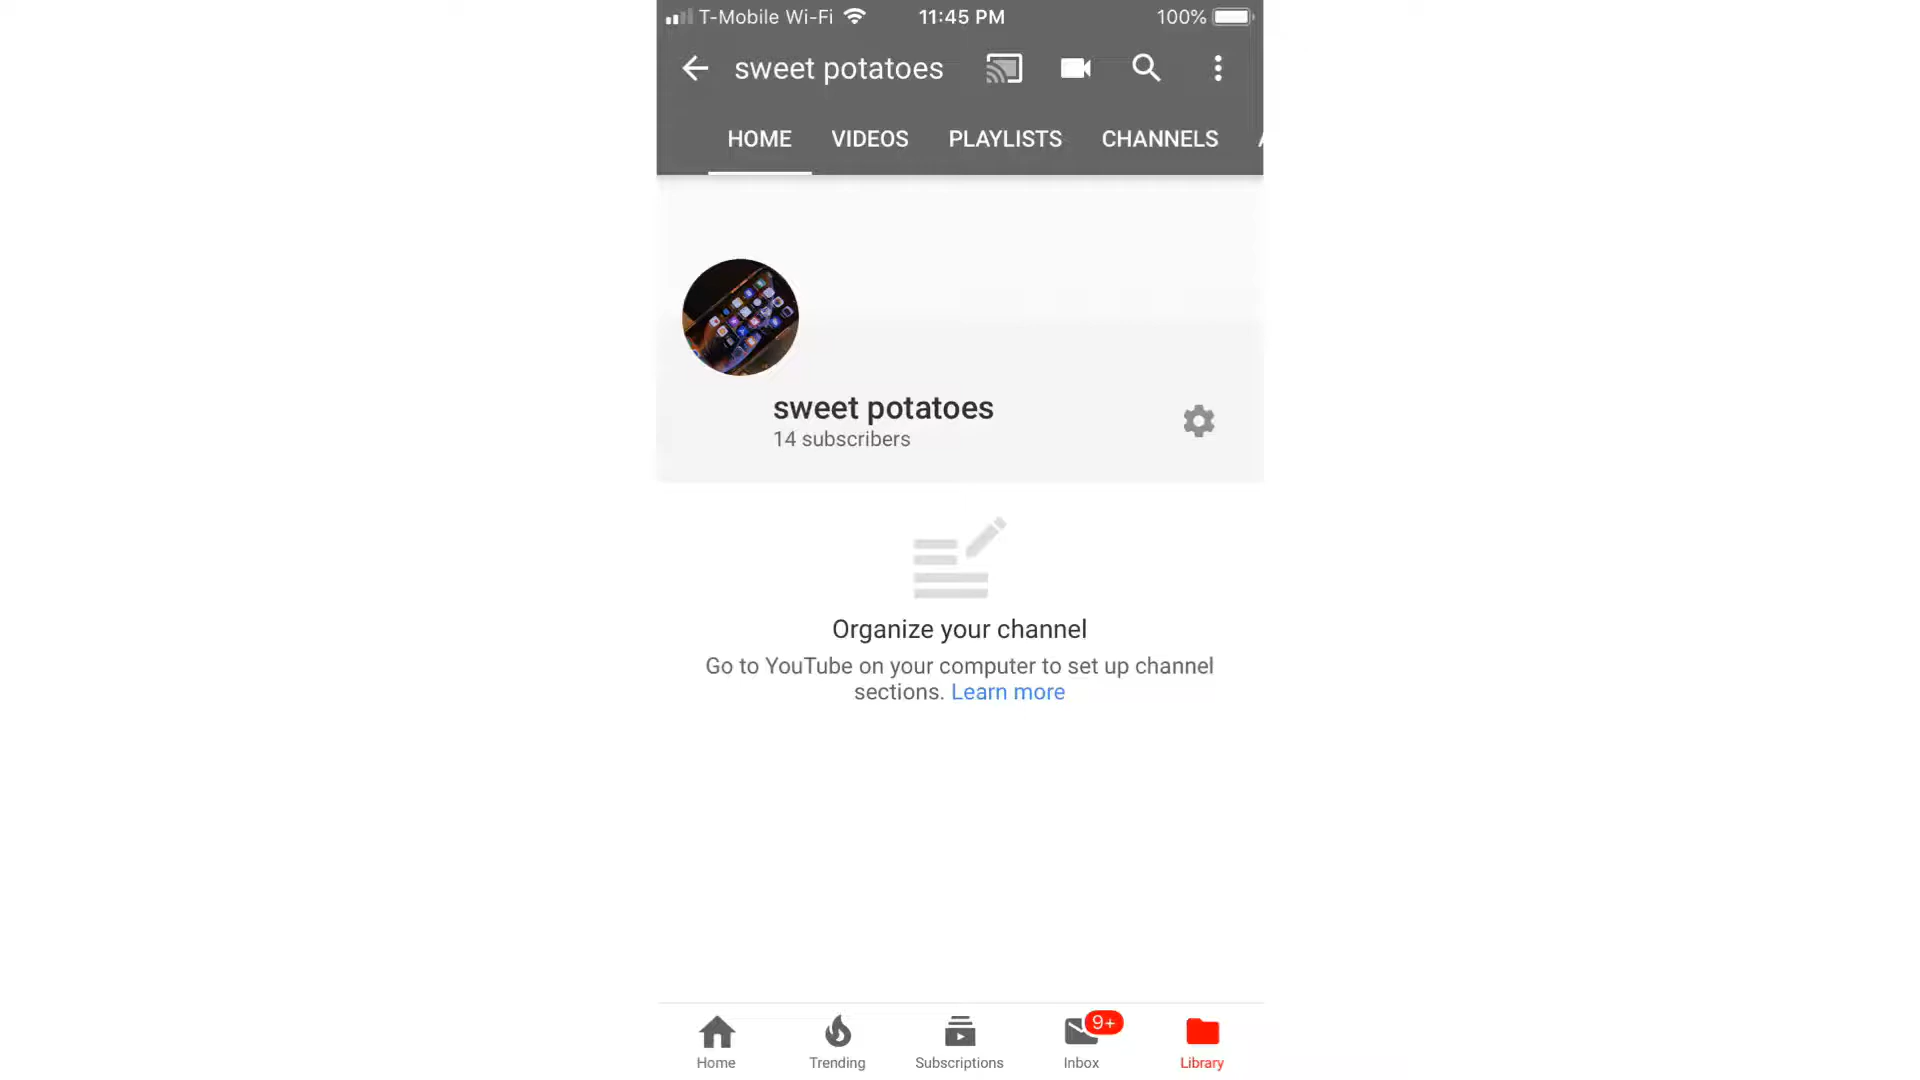 T-Mobile Wi-Fi 11:45 PM 100%
sweet potatoes
HOME VIDEOS PLAYLISTS CHANNELS
sweet potatoes
14 subscribers
Organize your channel
Go to YouTube on your computer to set up channel
sections. Learn more
9+
Home Trending Subscriptions Inbox Library